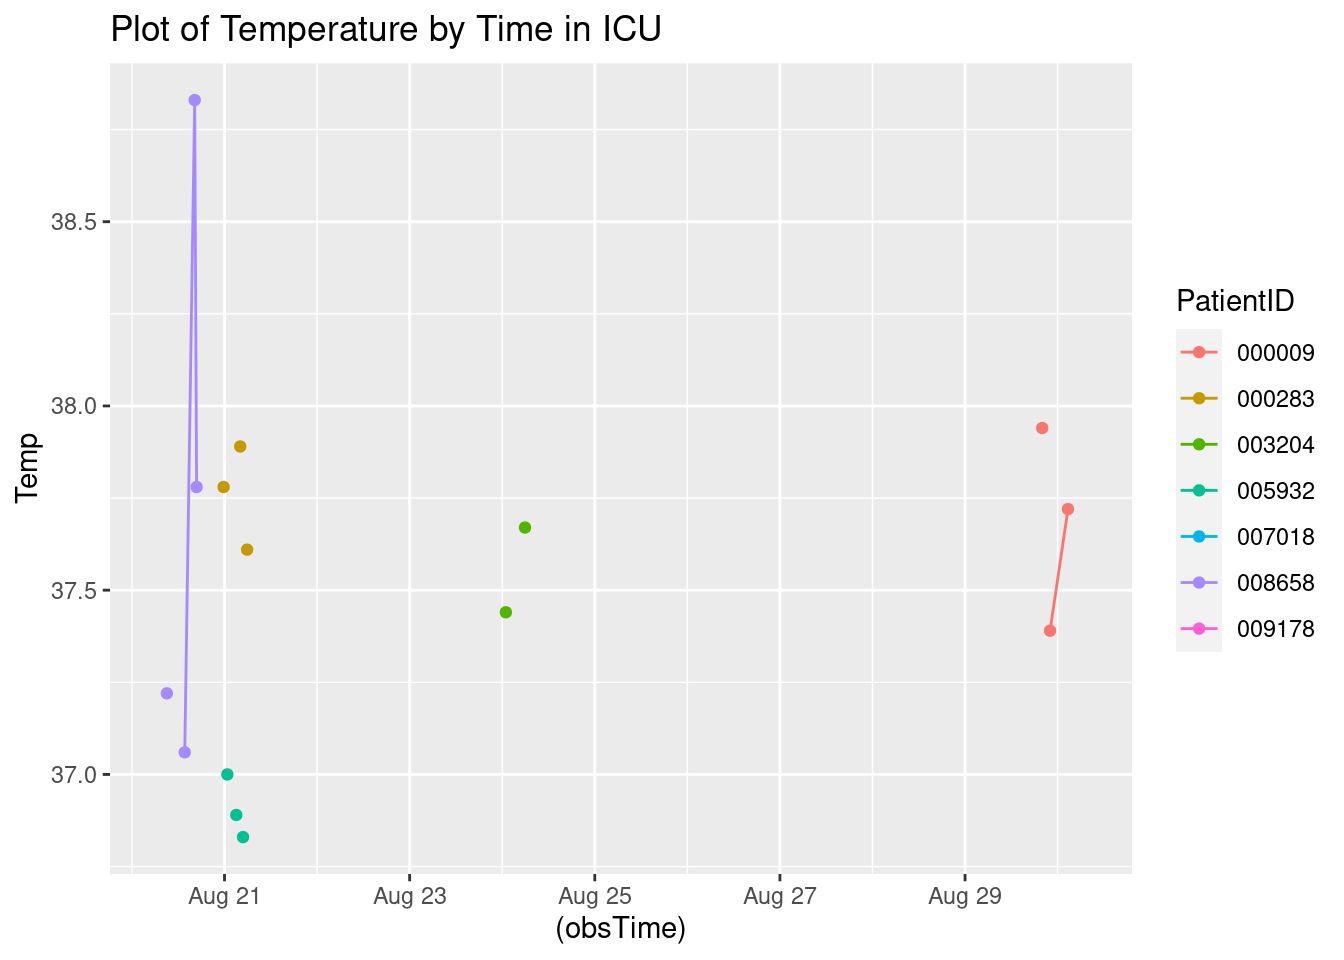 Plot of Temperature by Time in ICU
38.5
38.0
37.5
37.0
Temp
Aug 21
Aug 23
Aug 25
Aug 27
Aug 29
(obsTime)
PatientID
000009
000283
003204
005932
007018
008658
009178